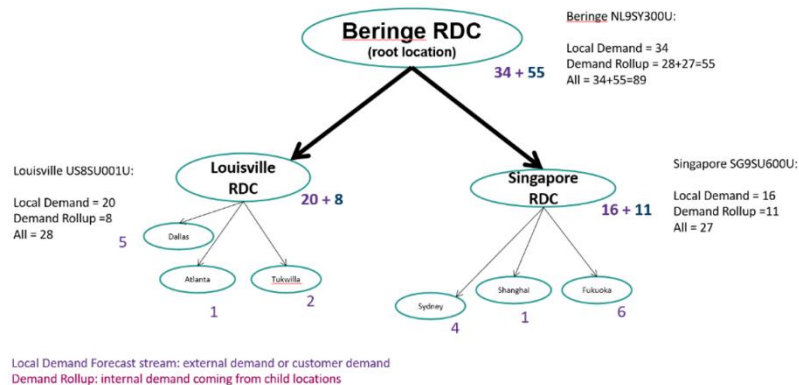 Beringe RDC
(root location)
34 + 55
Beringe NL9SY300U:
Local Demand = 34
Demand Rollup = 28+27=55
All = 34+55=89
Louisville US8SU001U:
Local Demand = 20
Demand Rollup =8
All = 28
Louisville
RDC
20 + 8
Singapore
RDC
16 + 11
Singapore SG9SU600U:
Local Demand = 16
Demand Rollup =11
All = 27
Dallas
5
Atlanta
1
Tukwilla
2
Sydney
4
Shanghai
1
Fukuoka
6
Local Demand Forecast stream: external demand or customer demand
Demand Rollup: internal demand coming from child locations